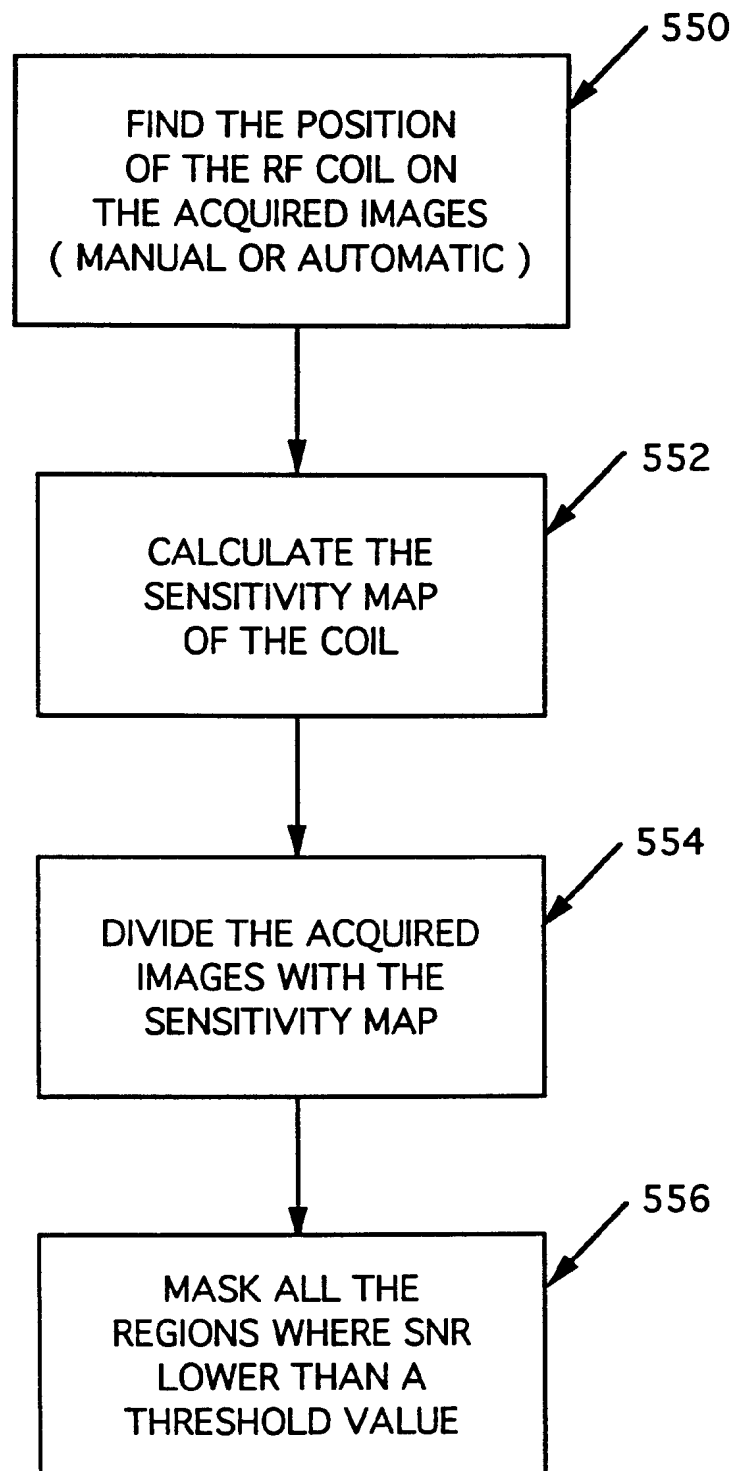 550
FIND THE POSITION
OF THE RF COIL ON
THE ACQUIRED IMAGES
( MANUAL OR AUTOMATIC )
552
CALCULATE THE
SENSITIVITY MAP
OF THE COIL
554
DIVIDE THE ACQUIRED
IMAGES WITH THE
SENSITIVITY MAP
556
MASK ALL THE
REGIONS WHERE SNR
LOWER THAN A
THRESHOLD VALUE